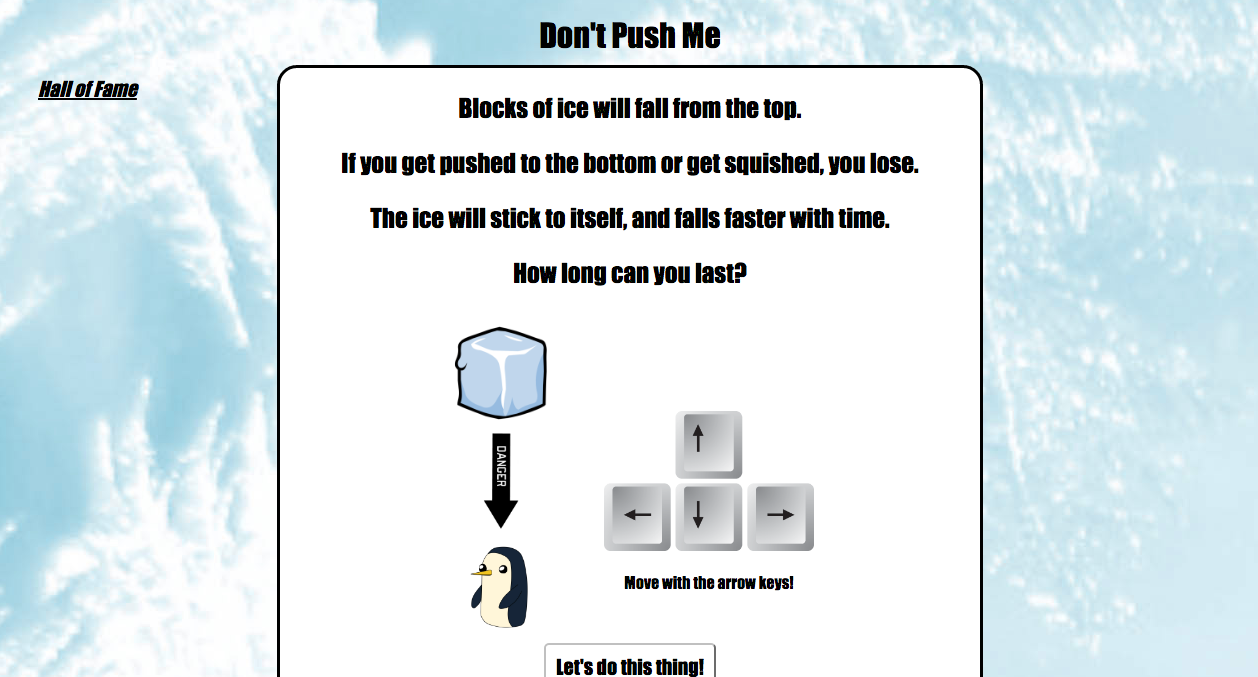 Don't Push Me
Hall of Fame
Blocks of ice will fall from the top.
If you get pushed to the bottom or get squished, you lose.
The ice will stick to itself, and falls faster with time.
How long can you last?
DANGER
Move with the arrow keys!
Let's do this thing!